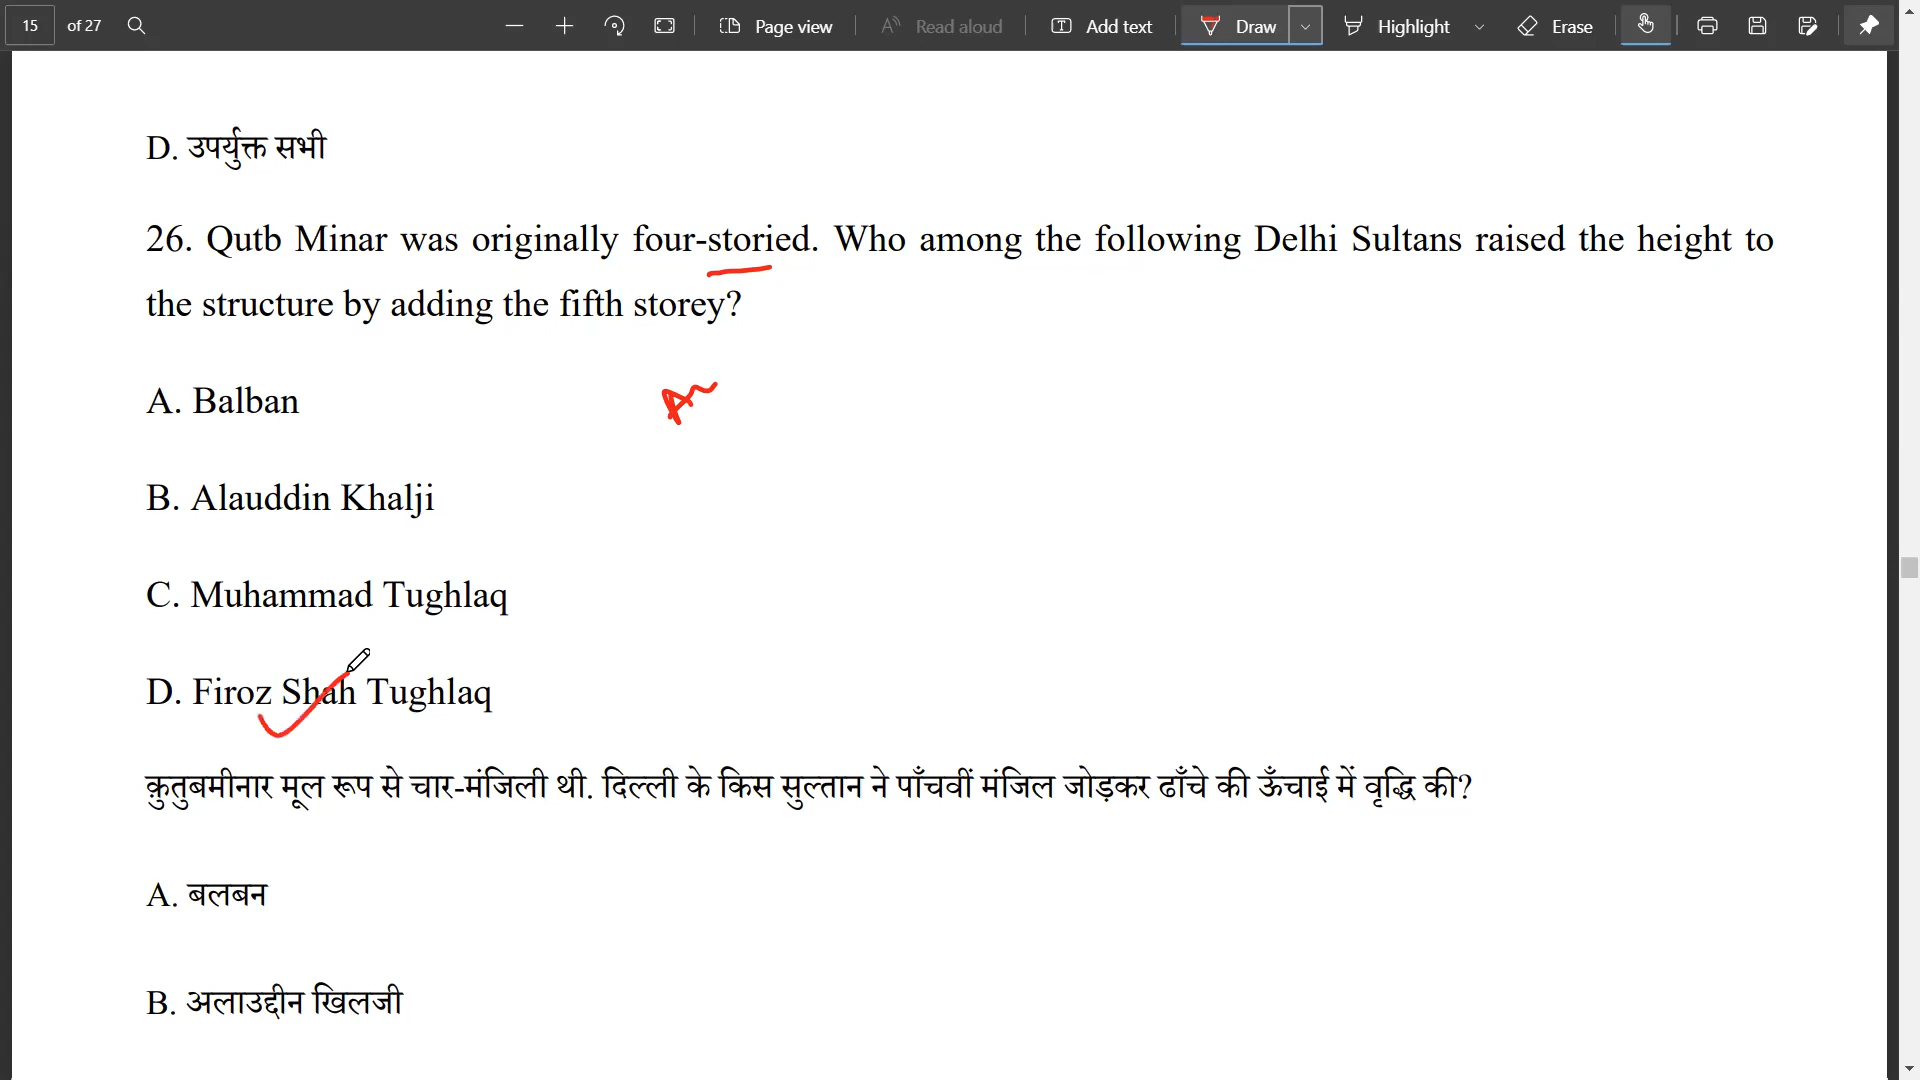 15 of 27 Page view Read aloud Add text Draw Highlight Erase
D. उपर्युक्त सभी
26. Qutb Minar was originally four-storied. Who among the following Delhi Sultans raised the height to
the structure by adding the fifth storey?
A. Balban
B. Alauddin Khalji
C. Muhammad Tughlaq
D. Firoz Shah Tughlaq
क़ुतुबमीनार मूल रूप से चार-मंजिली थी. दिल्ली के किस सुल्तान ने पाँचवीं मंजिल जोड़कर ढाँचे की ऊँचाई में वृद्धि की?
A. बलबन
B. अलाउद्दीन खिलजी